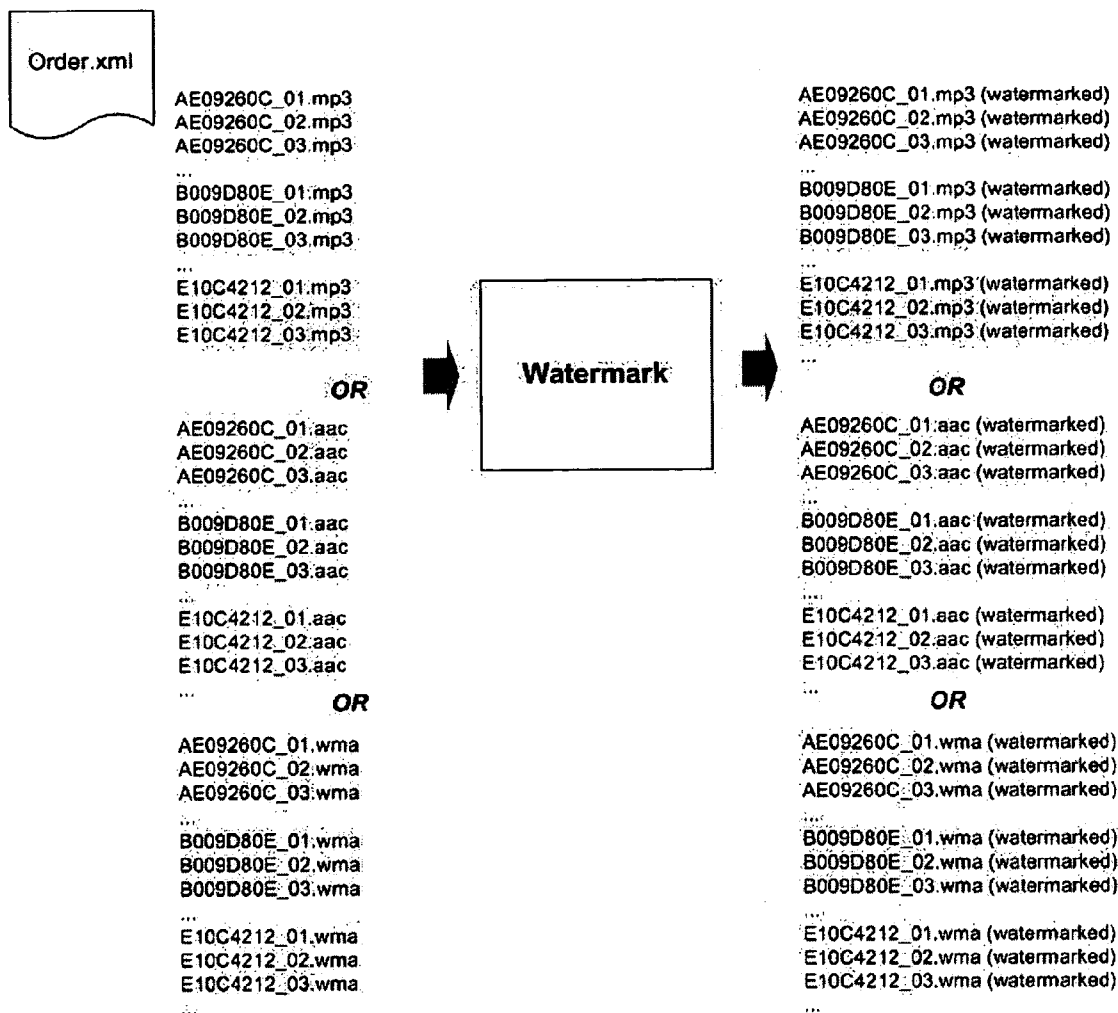 Order.xml
AE09260C_01.mp3
AE09260C_02.mp3
AE09260C_03.mp3
...
B009D80E_01.mp3
B009D80E_02.mp3
B009D80E_03.mp3
...
E10C4212_01.mp3
E10C4212_02.mp3
E10C4212_03.mp3
OR
AE09260C_01.aac
AE09260C_02.aac
AE09260C_03.aac
...
B009D80E_01.aac
B009D80E_02.aac
B009D80E_03.aac
...
E10C4212_01.aac
E10C4212_02.aac
E10C4212_03.aac
...
OR
AE09260C_01.wma
AE09260C_02.wma
AE09260C_03.wma
...
B009D80E_01.wma
B009D80E_02.wma
B009D80E_03.wma
...
E10C4212_01.wma
E10C4212_02.wma
E10C4212_03.wma
...
Watermark
AE09260C_01.mp3 (watermarked)
AE09260C_02.mp3 (watermarked)
AE09260C_03.mp3 (watermarked)
...
B009D80E_01.mp3 (watermarked)
B009D80E_02.mp3 (watermarked)
B009D80E_03.mp3 (watermarked)
...
E10C4212_01.mp3 (watermarked)
E10C4212_02.mp3 (watermarked)
E10C4212_03.mp3 (watermarked)
...
OR
AE09260C_01.aac (watermarked)
AE09260C_02.aac (watermarked)
AE09260C_03.aac (watermarked)
...
B009D80E_01.aac (watermarked)
B009D80E_02.aac (watermarked)
B009D80E_03.aac (watermarked)
...
E10C4212_01.aac (watermarked)
E10C4212_02.aac (watermarked)
E10C4212_03.aac (watermarked)
...
OR
AE09260C_01.wma (watermarked)
AE09260C_02.wma (watermarked)
AE09260C_03.wma (watermarked)
...
B009D80E_01.wma (watermarked)
B009D80E_02.wma (watermarked)
B009D80E_03.wma (watermarked)
...
E10C4212_01.wma (watermarked)
E10C4212_02.wma (watermarked)
E10C4212_03.wma (watermarked)
...